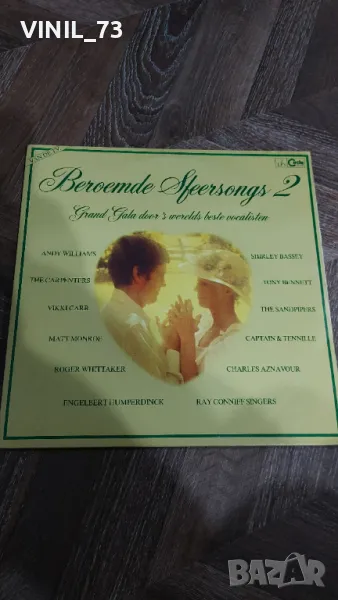 VINIL_73
Beroemde Sfeersongs 2
Grand Gala door 's werelds beste vocalisten
ANDY WILLIAMS
SHIRLEY BASSEY
THE CARPENTERS
TONY BENNETT
VIKKI CARR
THE SANDPIPERS
MATT MONROE
CAPTAIN & TENNILLE
ROGER WHITTAKER
CHARLES AZNAVOUR
ENGELBERT HUMPERDINCK
RAY CONNIFF SINGERS
BAZAR